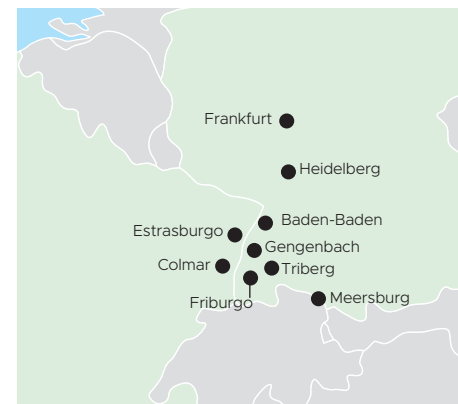 Frankfurt
Heidelberg
Baden-Baden
Estrasburgo
Gengenbach
Colmar
Triberg
Friburgo
Meersburg